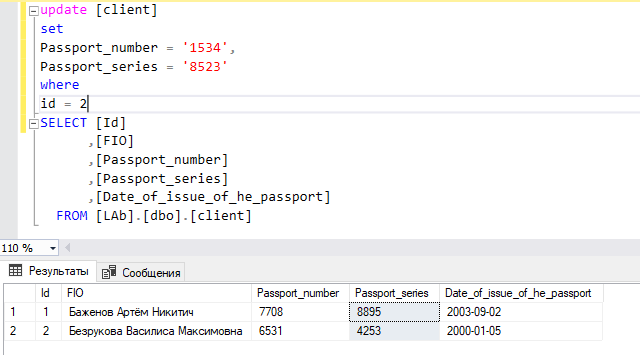 update [client]
set
Passport_number = '1534',
Passport_series = '8523'
where
id = 2
SELECT [Id]
,[FIO]
,[Passport_number]
,[Passport_series]
,[Date_of_issue_of_he_passport]
FROM [LAb].[dbo].[client]
110 %
Результаты Сообщения
Id FIO Passport_number Passport_series Date_of_issue_of_he_passport
1 1 Баженов Артём Никитич 7708 8895 2003-09-02
2 2 Безрукова Василиса Максимовна 6531 4253 2000-01-05